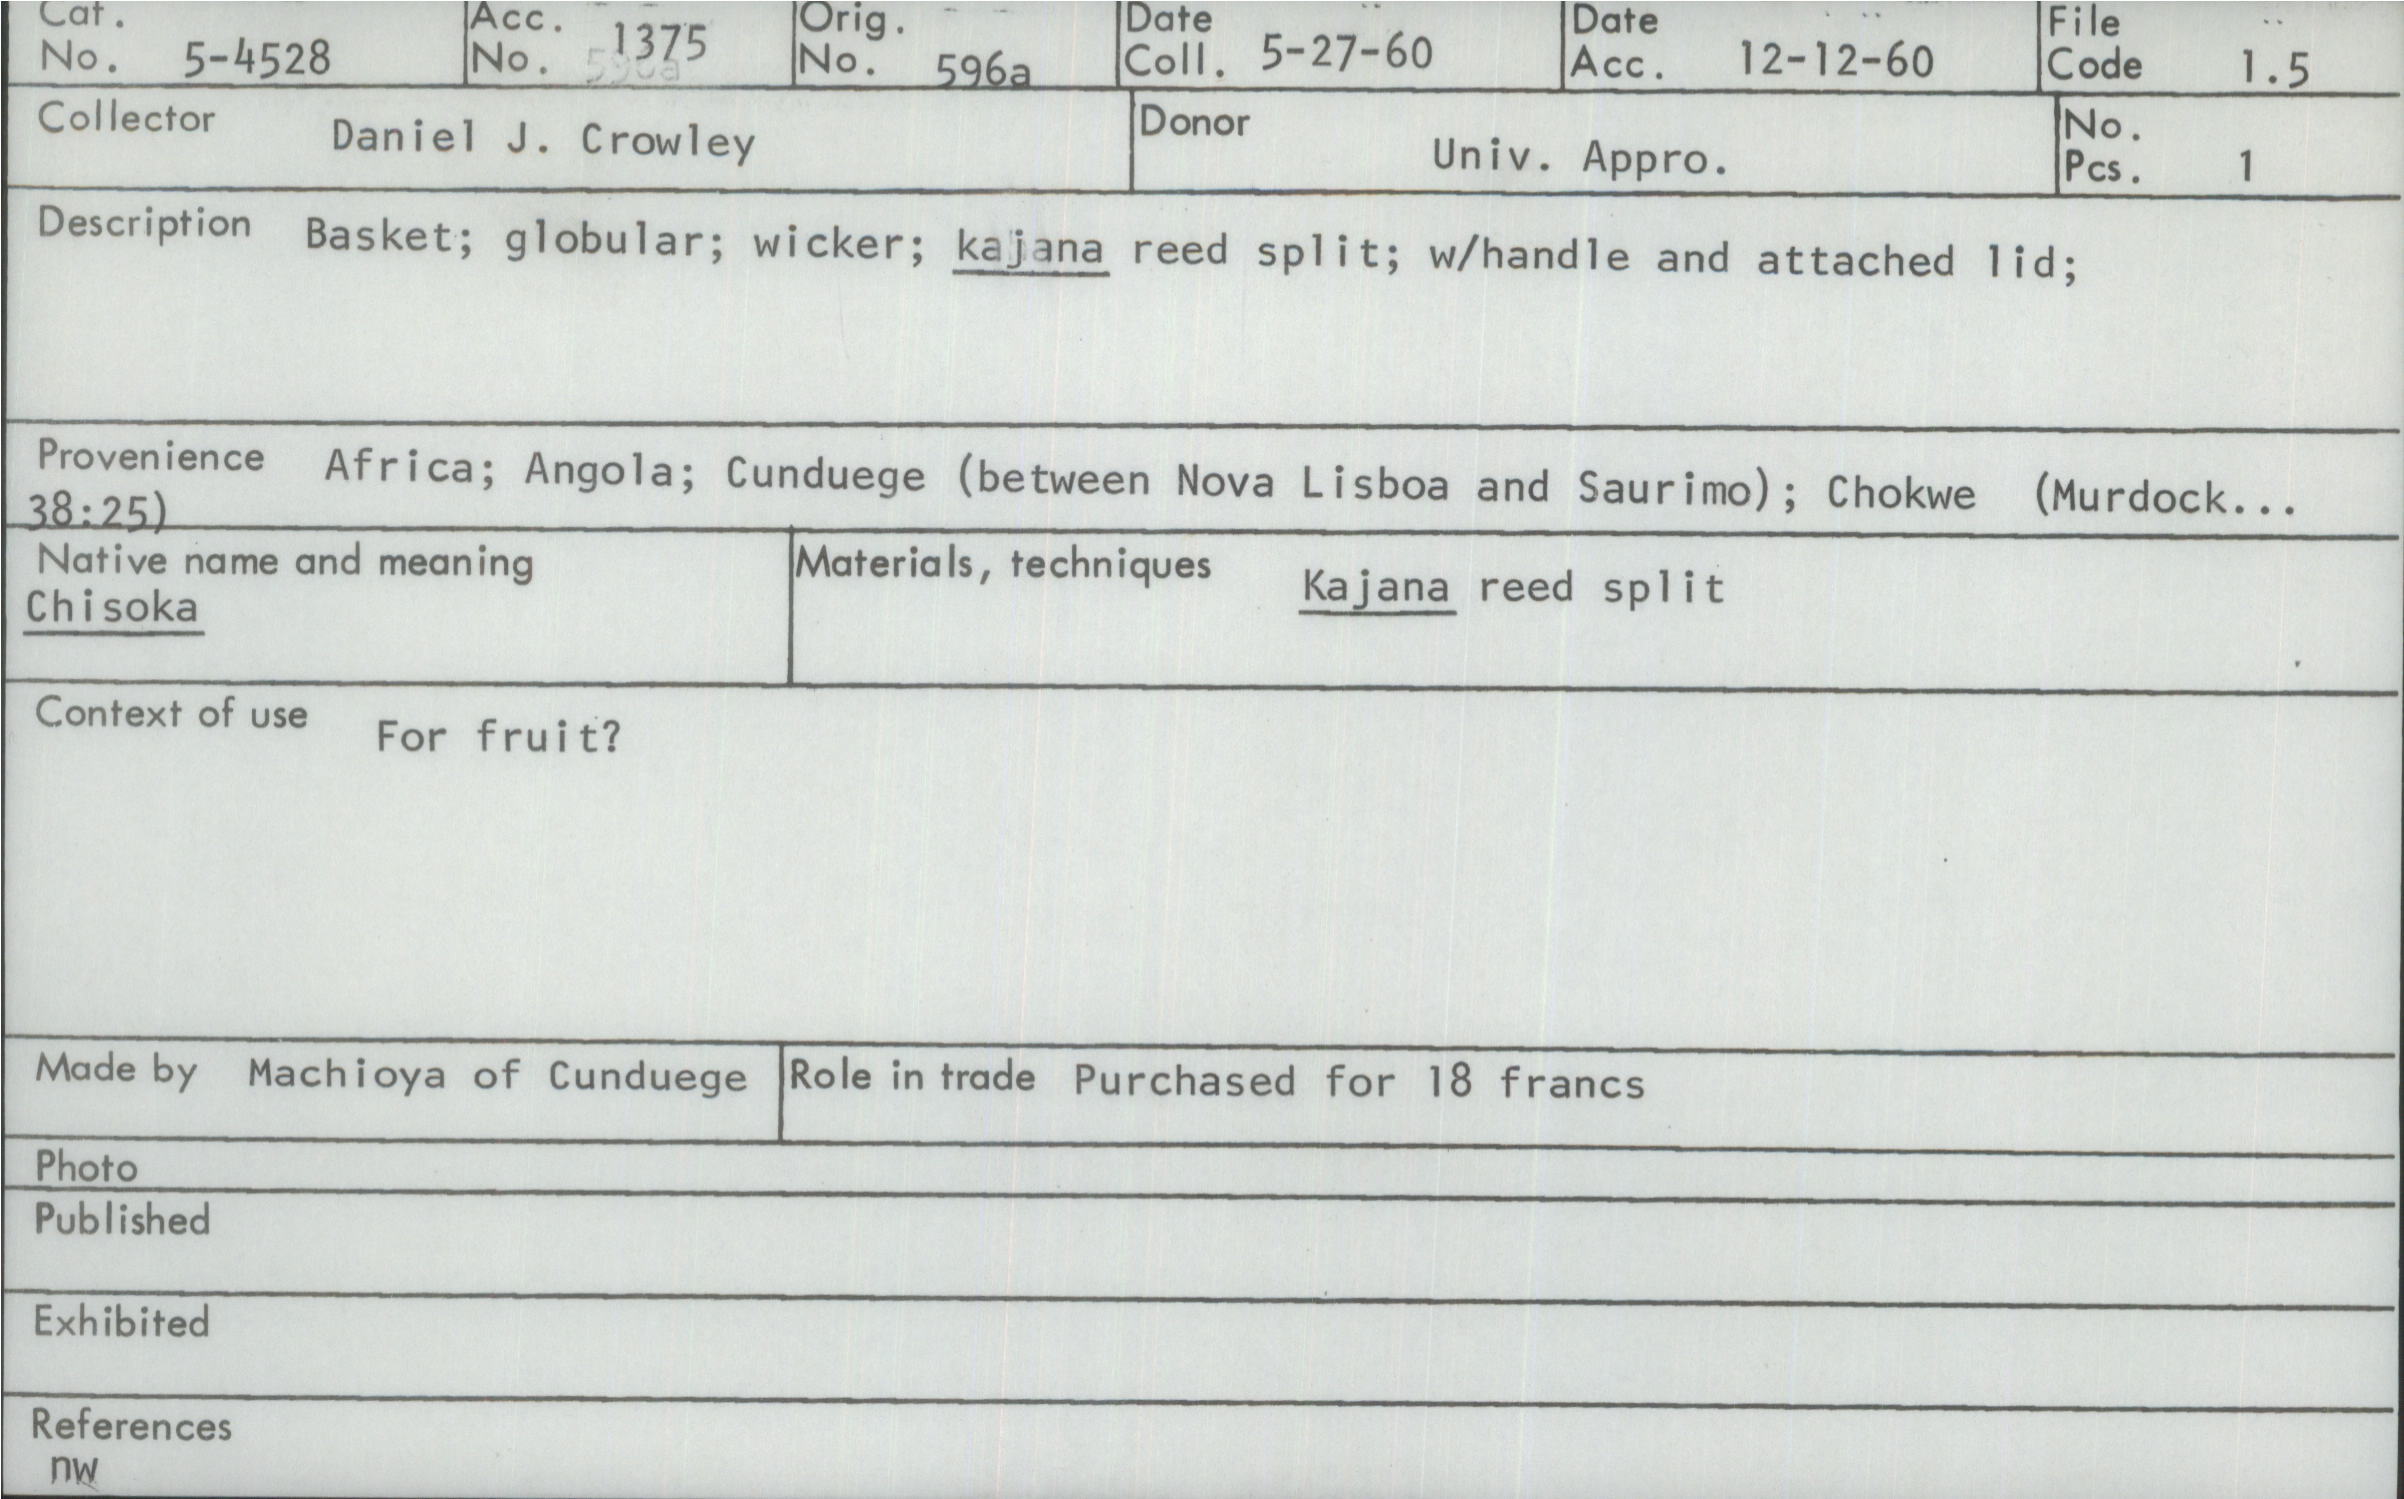 Cat. No. 5-4528 Acc. No. 1375 Orig. No. 596a Date Coll. 5-27-60 Date Acc. 12-12-60 File Code 1.5
Collector Daniel J. Crowley Donor Univ. Appro. No. Pcs. 1
Description Basket; globular; wicker; kajana reed split; w/handle and attached lid;
Provenience Africa; Angola; Cunduege (between Nova Lisboa and Saurimo); Chokwe (Murdock...
38:25)
Native name and meaning Materials, techniques Kajana reed split
Chisoka
Context of use For fruit?
Made by Machioya of Cunduege Role in trade Purchased for 18 francs
Photo
Published
Exhibited
References
nw